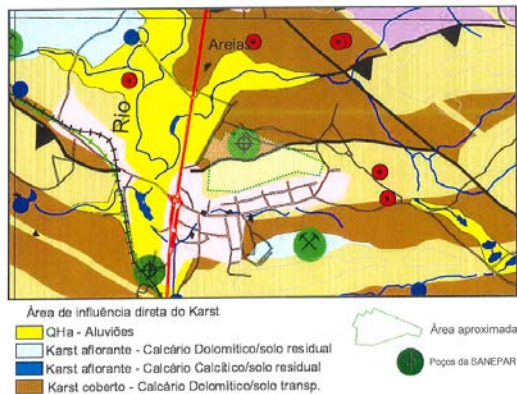 Areias
Rio
Área de influência direta do Karst
QHa - Aluviões
Karst aflorante - Calcário Dolomítico/solo residual
Karst aflorante - Calcário Calcítico/solo residual
Karst coberto - Calcário Dolomítico/solo transp.
Área aproximada
Poços da SANEPAR